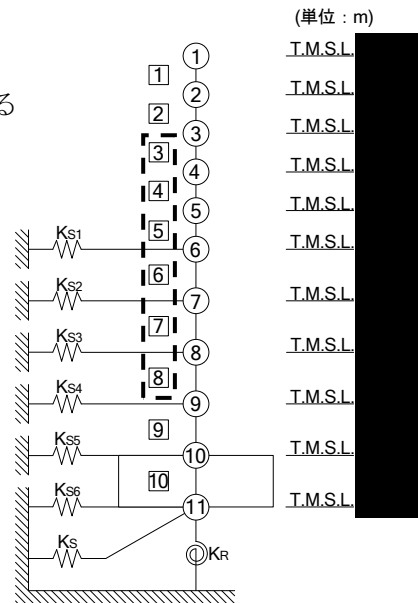 (単位：m)
1 T.M.S.L.
1
る
2 T.M.S.L.
2
3 T.M.S.L.
3
4 T.M.S.L.
4
5 T.M.S.L.
5
KS1 6 T.M.S.L.
6
KS2 7 T.M.S.L.
7
KS3 8 T.M.S.L.
8
KS4 9 T.M.S.L.
9
KS5 10 T.M.S.L.
10
KS6 11 T.M.S.L.
KS KR